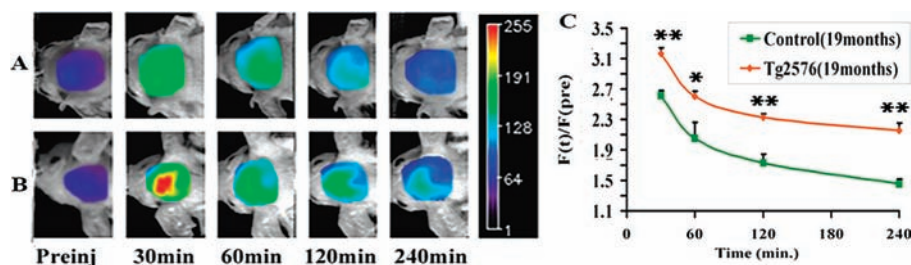 A
B
Preinj
30min
60min
120min
240min
255
191
128
64
1
C
F(t)/F(pre)
3.5
3.1
2.7
2.3
1.9
1.5
1.1
0
60
120
180
240
Time (min.)
Control(19months)
Tg2576(19months)
**
*
**
**